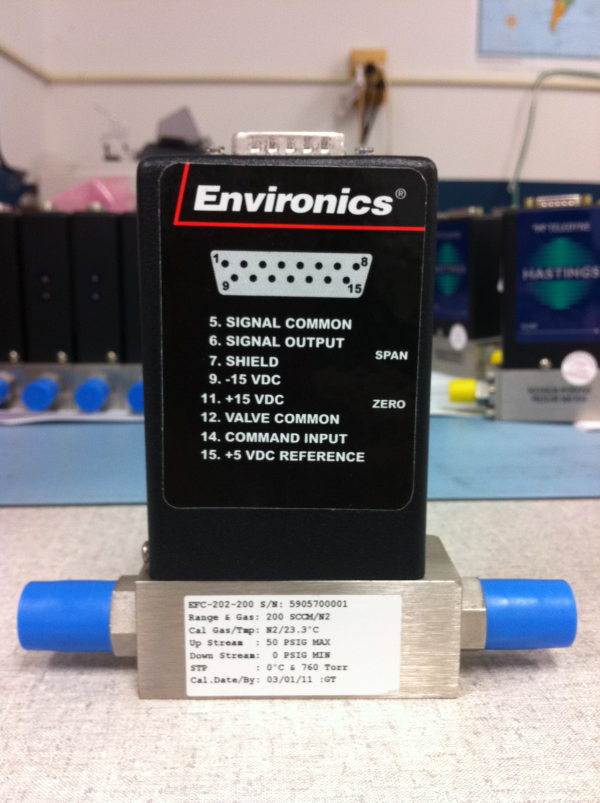 Environics®
1 8
9 15
5. SIGNAL COMMON
6. SIGNAL OUTPUT
7. SHIELD
9. -15 VDC
11. +15 VDC
12. VALVE COMMON
14. COMMAND INPUT
15. +5 VDC REFERENCE
SPAN
ZERO
EFC-202-200 S/N: 5905700001
Range & Gas: 200 SCCM/N2
Cal Gas/Tmp: N2/23.3°C
Up Stream : 50 PSIG MAX
Down Stream: 0 PSIG MIN
STP : 0°C & 760 Torr
Cal.Date/By: 03/01/11 :GT
TELEDYNE
HASTINGS